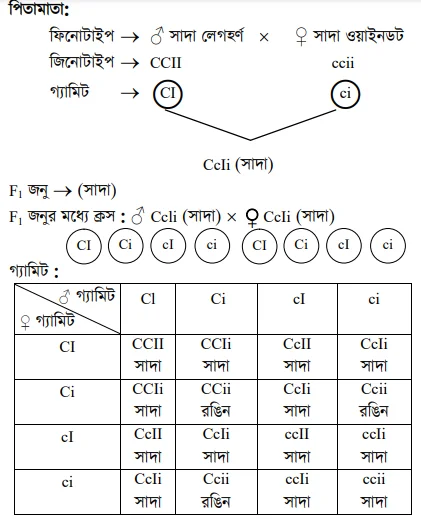 পিতামাতা:
ফিনোটাইপ → ♂ সাদা লেগহর্ণ × ♀ সাদা ওয়াইনডট
জিনোটাইপ → CCII ccii
গ্যামিট → CI ci
CcIi (সাদা)
F₁ জনু → (সাদা)
F₁ জনুর মধ্যে ক্রস : ♂ CcIi (সাদা) × ♀ CcIi (সাদা)
CI Ci cI ci CI Ci cI ci
গ্যামিট :
♂ গ্যামিট CI Ci cI ci
♀ গ্যামিট
CI CCII CCIi CcII CcIi
সাদা সাদা সাদা সাদা
Ci CCIi CCii CcIi Ccii
সাদা রঙিন সাদা রঙিন
cI CcII CcIi ccII ccIi
সাদা সাদা সাদা সাদা
ci CcIi Ccii ccIi ccii
সাদা রঙিন সাদা সাদা